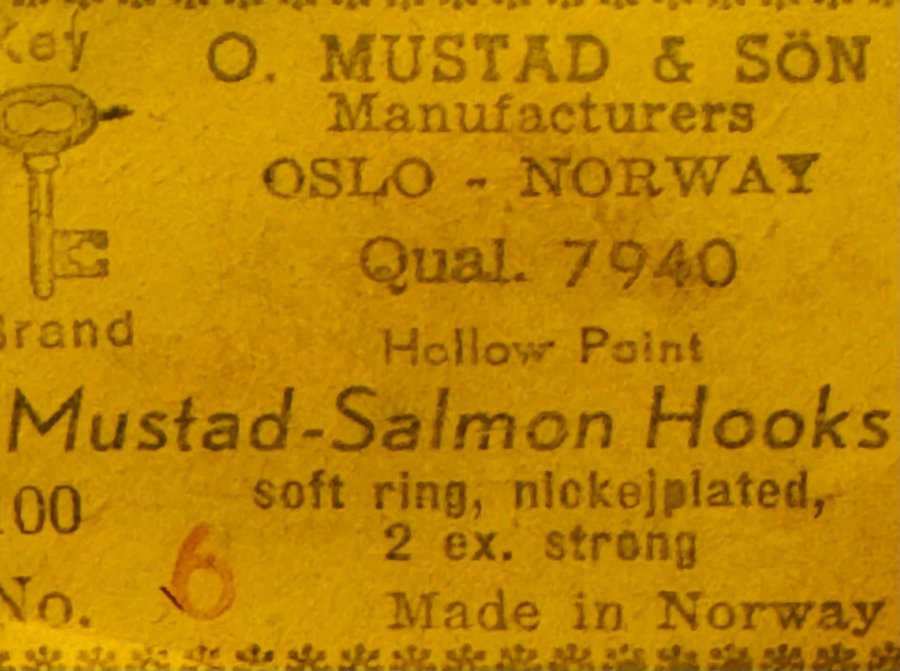 Key
O. MUSTAD & SÖN
Manufacturers
OSLO - NORWAY
Qual. 7940
Brand
Hollow Point
Mustad-Salmon Hooks
100
soft ring, nickelplated,
2 ex. strong
No. 6
Made in Norway